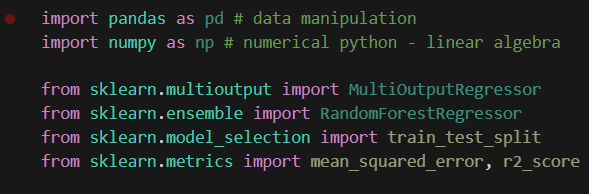 import pandas as pd # data manipulation
import numpy as np # numerical python - linear algebra
from sklearn.multioutput import MultiOutputRegressor
from sklearn.ensemble import RandomForestRegressor
from sklearn.model_selection import train_test_split
from sklearn.metrics import mean_squared_error, r2_score